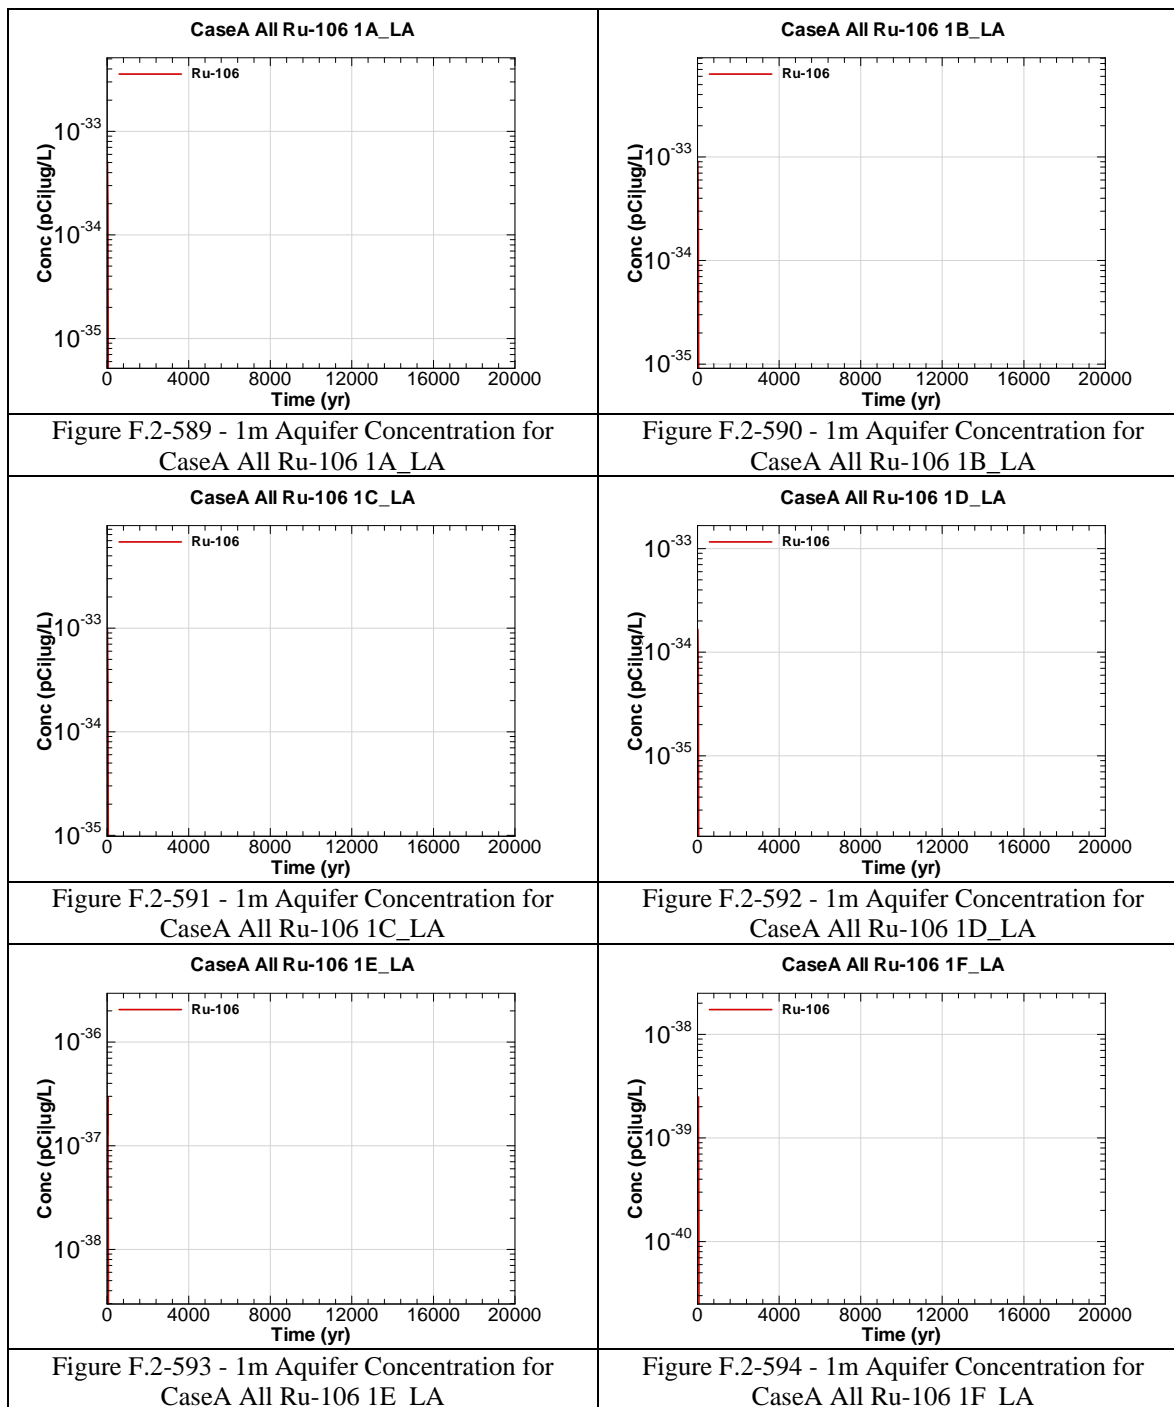 CaseA All Ru-106 1A_LA
Ru-106
Conc (pCi|ug/L)
10-33
10-34
10-35
0 4000 8000 12000 16000 20000
Time (yr)
Figure F.2-589 - 1m Aquifer Concentration for
CaseA All Ru-106 1A_LA
CaseA All Ru-106 1B_LA
Ru-106
Conc (pCi|ug/L)
10-33
10-34
10-35
0 4000 8000 12000 16000 20000
Time (yr)
Figure F.2-590 - 1m Aquifer Concentration for
CaseA All Ru-106 1B_LA
CaseA All Ru-106 1C_LA
Ru-106
Conc (pCi|ug/L)
10-33
10-34
10-35
0 4000 8000 12000 16000 20000
Time (yr)
Figure F.2-591 - 1m Aquifer Concentration for
CaseA All Ru-106 1C_LA
CaseA All Ru-106 1D_LA
Ru-106
Conc (pCi|ug/L)
10-33
10-34
10-35
0 4000 8000 12000 16000 20000
Time (yr)
Figure F.2-592 - 1m Aquifer Concentration for
CaseA All Ru-106 1D_LA
CaseA All Ru-106 1E_LA
Ru-106
Conc (pCi|ug/L)
10-36
10-37
10-38
0 4000 8000 12000 16000 20000
Time (yr)
Figure F.2-593 - 1m Aquifer Concentration for
CaseA All Ru-106 1E_LA
CaseA All Ru-106 1F_LA
Ru-106
Conc (pCi|ug/L)
10-38
10-39
10-40
0 4000 8000 12000 16000 20000
Time (yr)
Figure F.2-594 - 1m Aquifer Concentration for
CaseA All Ru-106 1F_LA